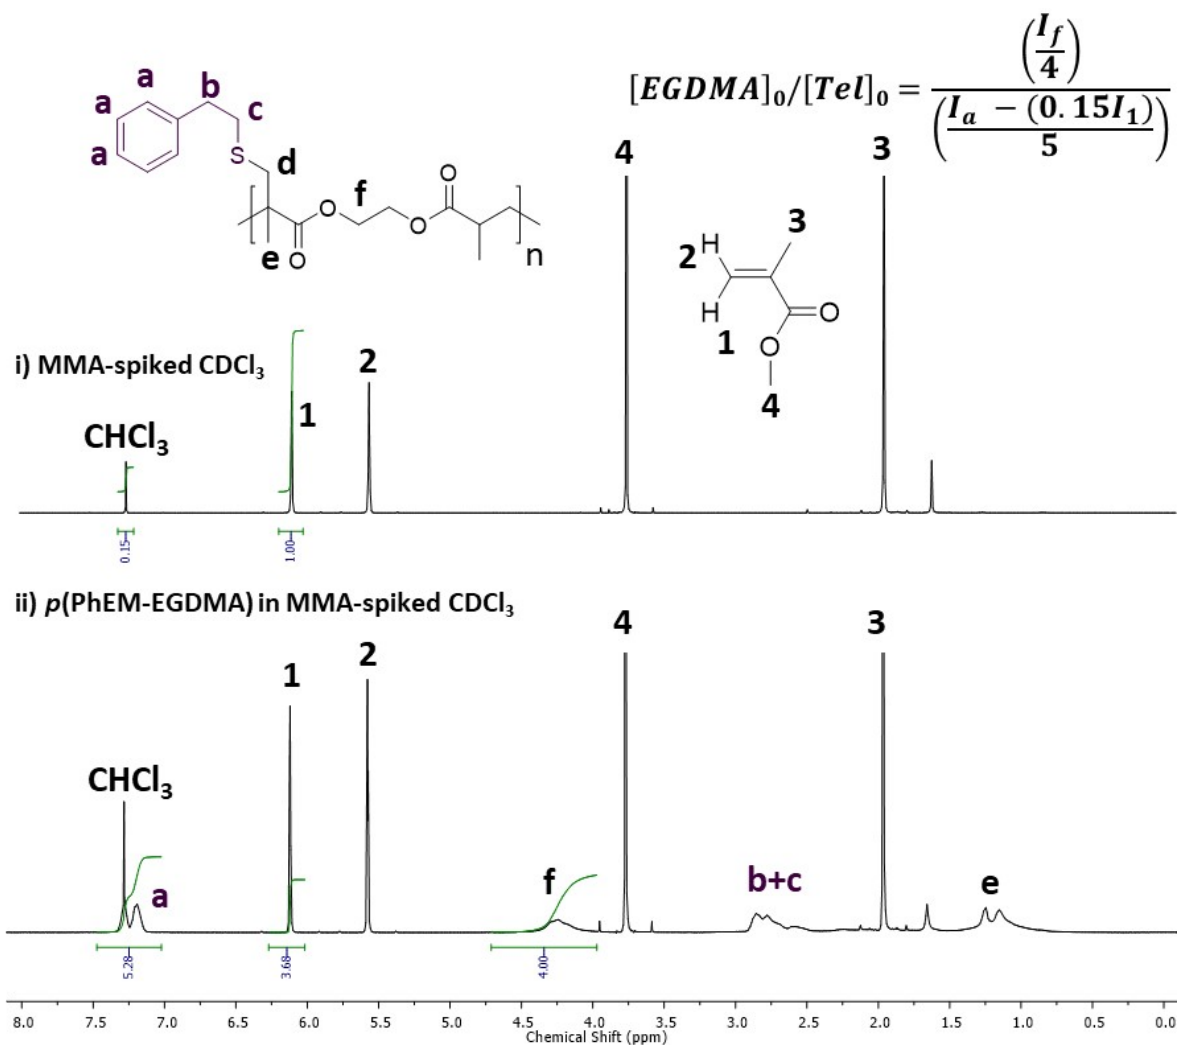 a
a b
a c
a
S
d
f
O O
O
O
e O
n
[EGDMA]₀/[Tel]₀ = (I_f/4) / ((I_a − (0.15I₁))/5)
4 3
3
2 H
H O
1 O
4
i) MMA-spiked CDCl₃
2
1
CHCl₃
0.15 1.00
ii) p(PhEM-EGDMA) in MMA-spiked CDCl₃
4 3
1 2
CHCl₃
a f b+c e
5.28 3.68 4.00
8.0 7.5 7.0 6.5 6.0 5.5 5.0 4.5 4.0 3.5 3.0 2.5 2.0 1.5 1.0 0.5 0.0
Chemical Shift (ppm)